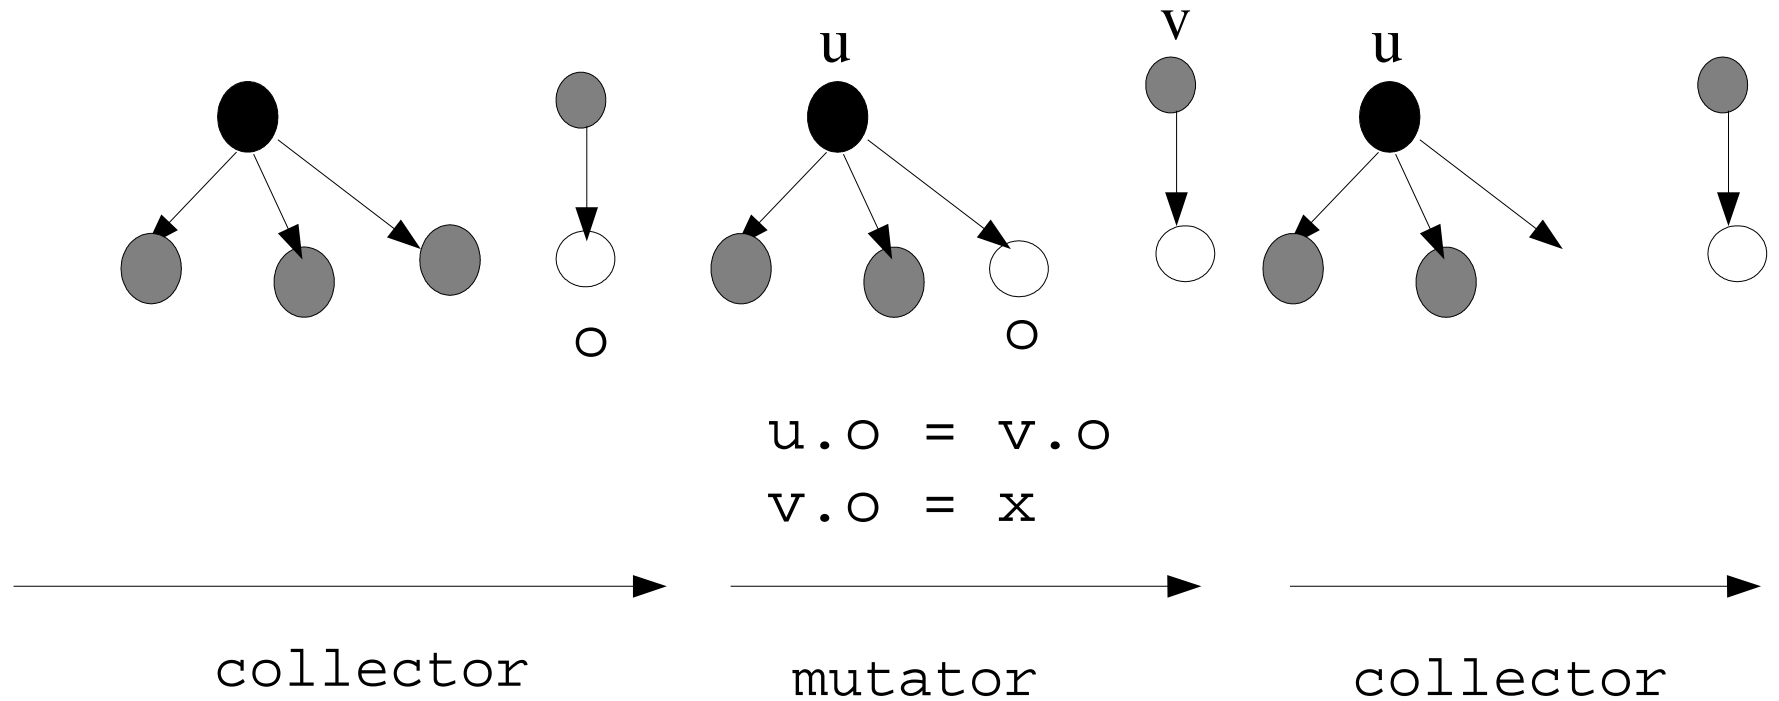 u v u
o o
u.o = v.o
v.o = x
collector mutator collector